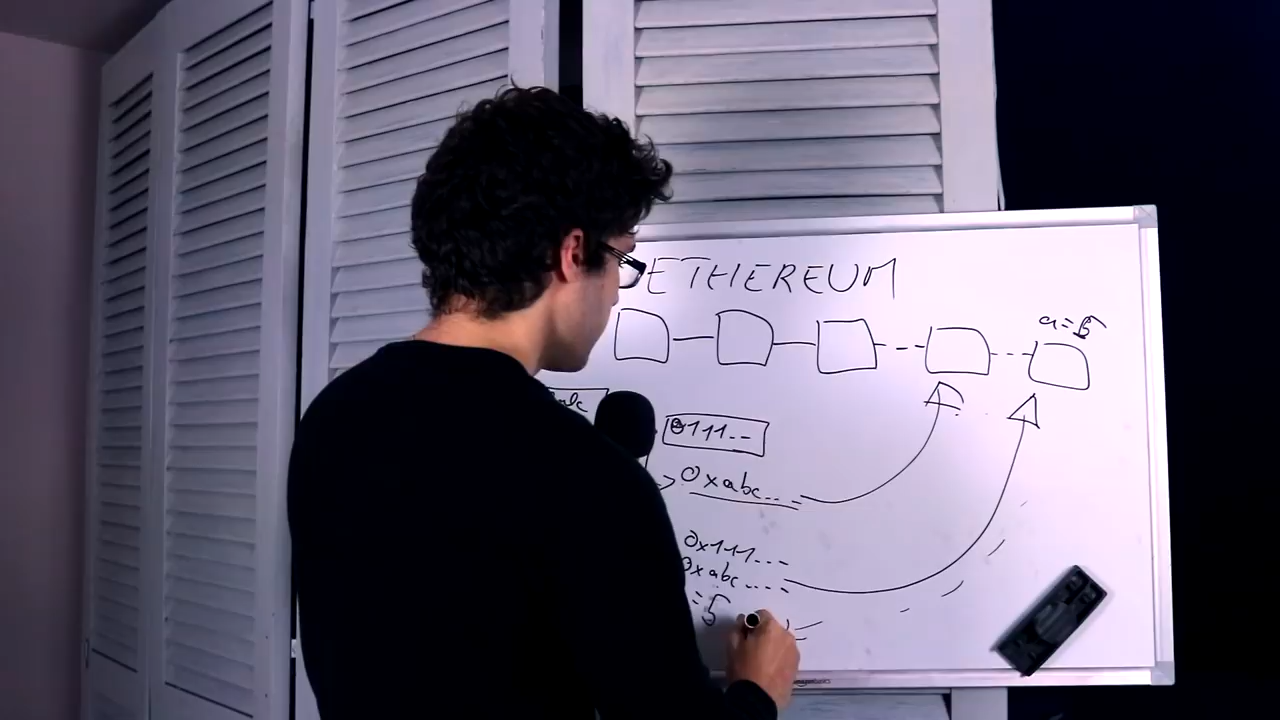 ETHEREUM
a=5
0111..--
0xabc...
0x111...
0xabc....
=5